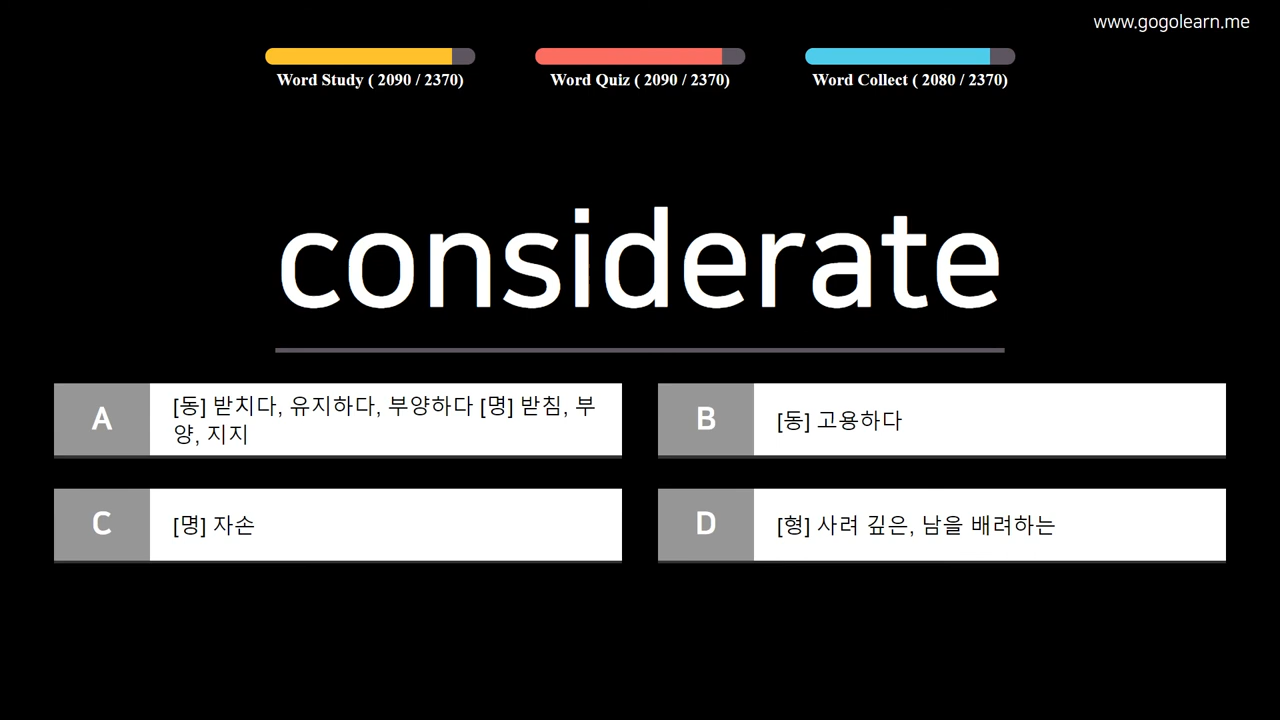 www.gogolearn.me
Word Study ( 2090 / 2370)
Word Quiz ( 2090 / 2370)
Word Collect ( 2080 / 2370)
considerate
A
[동] 받치다, 유지하다, 부양하다 [명] 받침, 부
양, 지지
B
[동] 고용하다
C
[명] 자손
D
[형] 사려 깊은, 남을 배려하는